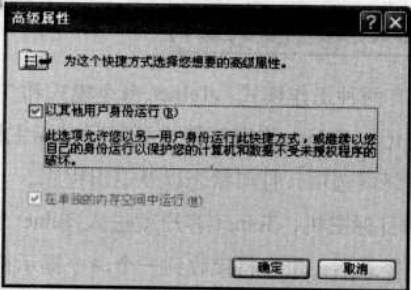 高级属性
为这个快捷方式选择您想要的高级属性。
以其他用户身份运行(R)
此选项允许您以另一用户身份运行此快捷方式，或继续以您
自己的身份运行以保护您的计算机和数据不受未授权程序的
破坏。
在单独的内存空间中运行(M)
确定
取消